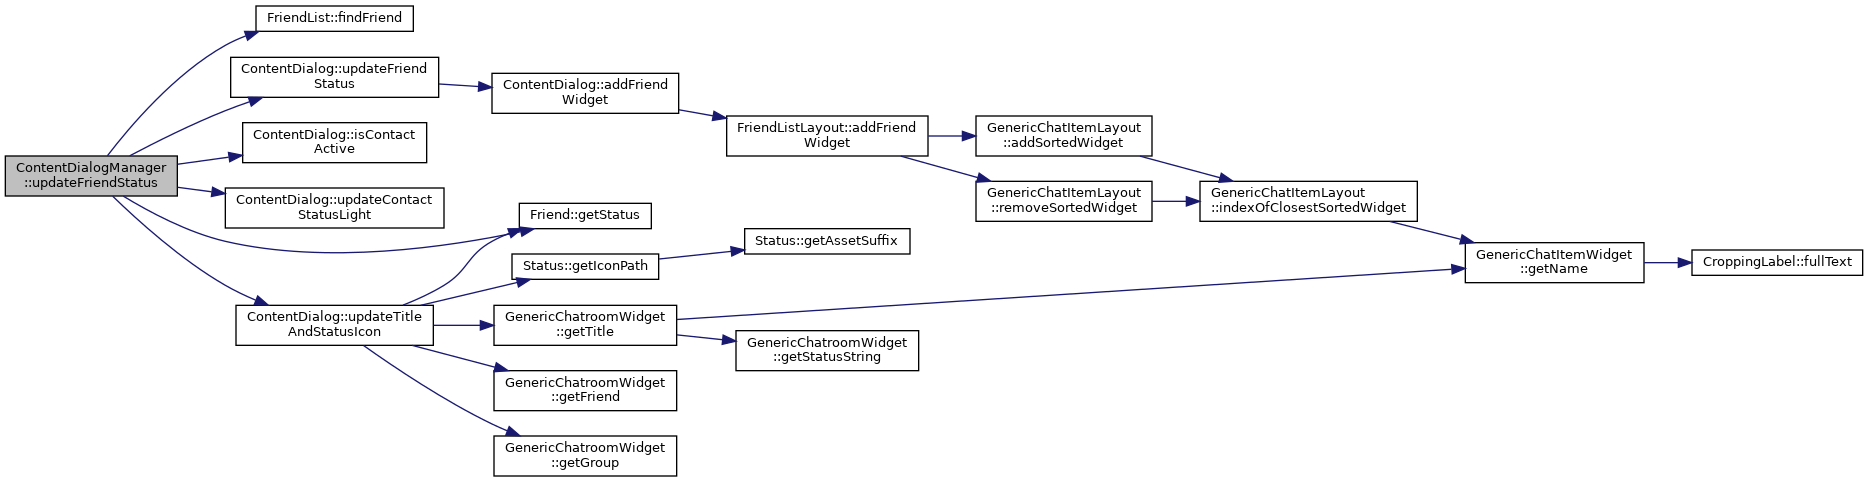 FriendList::findFriend
ContentDialog::updateFriend
Status
ContentDialog::addFriend
Widget
FriendListLayout::addFriend
Widget
GenericChatItemLayout
::addSortedWidget
ContentDialog::isContact
Active
ContentDialogManager
::updateFriendStatus
ContentDialog::updateContact
StatusLight
GenericChatItemLayout
::removeSortedWidget
GenericChatItemLayout
::indexOfClosestSortedWidget
Friend::getStatus
Status::getAssetSuffix
Status::getIconPath
GenericChatItemWidget
::getName
CroppingLabel::fullText
ContentDialog::updateTitle
AndStatusIcon
GenericChatroomWidget
::getTitle
GenericChatroomWidget
::getStatusString
GenericChatroomWidget
::getFriend
GenericChatroomWidget
::getGroup